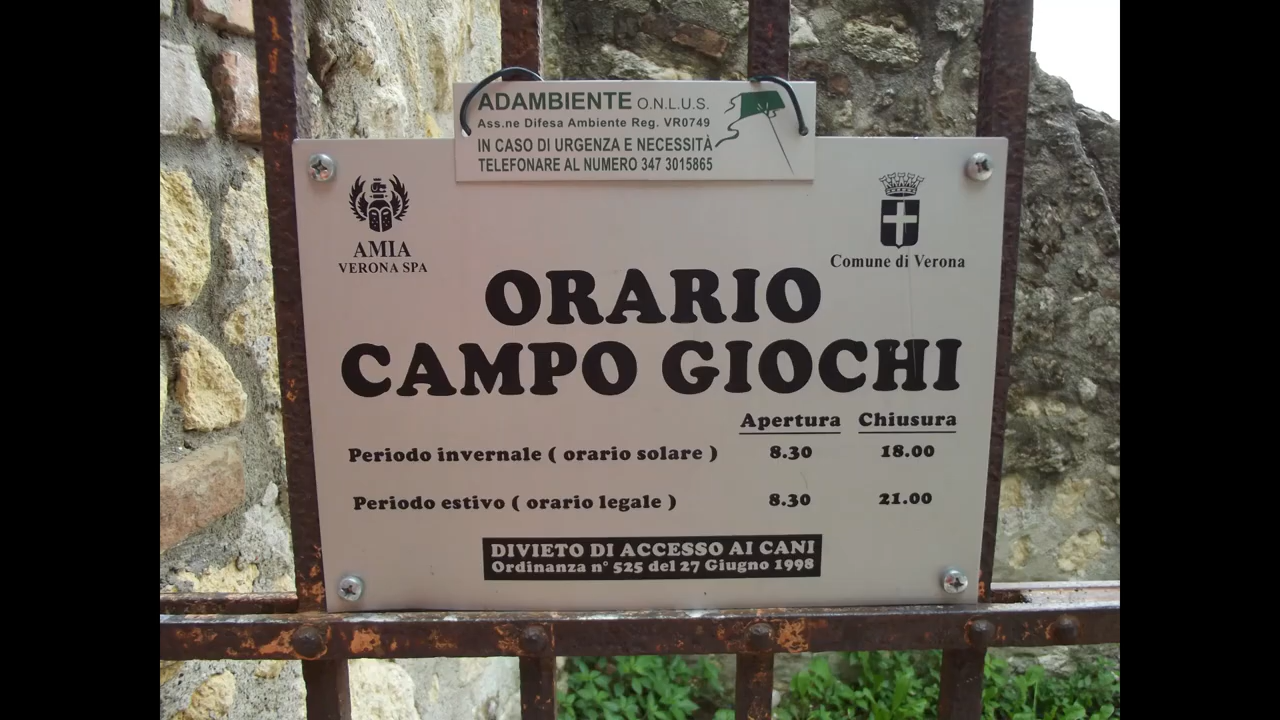 ADAMBIENTE O.N.L.U.S.
Ass.ne Difesa Ambiente Reg. VR0749
IN CASO DI URGENZA E NECESSITÀ
TELEFONARE AL NUMERO 347 3015865
AMIA
VERONA SPA
Comune di Verona
ORARIO
CAMPO GIOCHI
Apertura Chiusura
Periodo invernale ( orario solare ) 8.30 18.00
Periodo estivo ( orario legale ) 8.30 21.00
DIVIETO DI ACCESSO AI CANI
Ordinanza n° 525 del 27 Giugno 1998